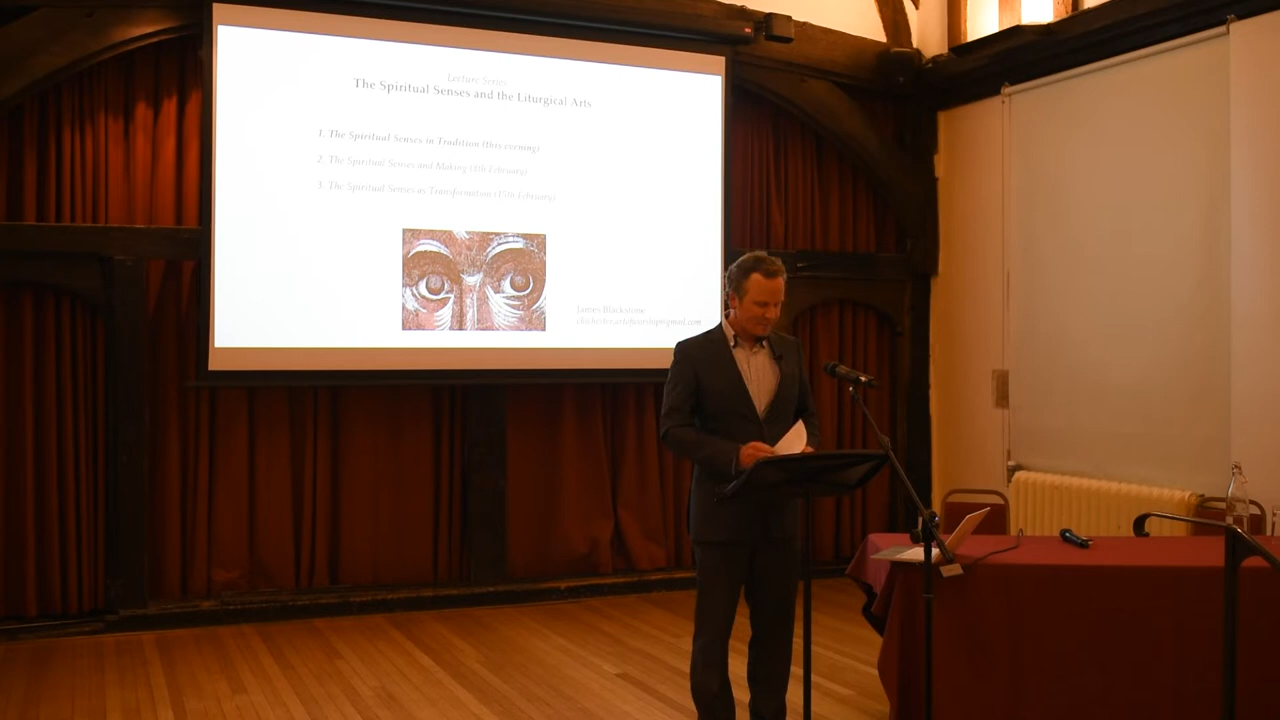 Lecture Series
The Spiritual Senses and the Liturgical Arts
1. The Spiritual Senses in Tradition (this evening)
2. The Spiritual Senses and Making (8th February)
3. The Spiritual Senses as Transformation (15th February)
James Blackstone